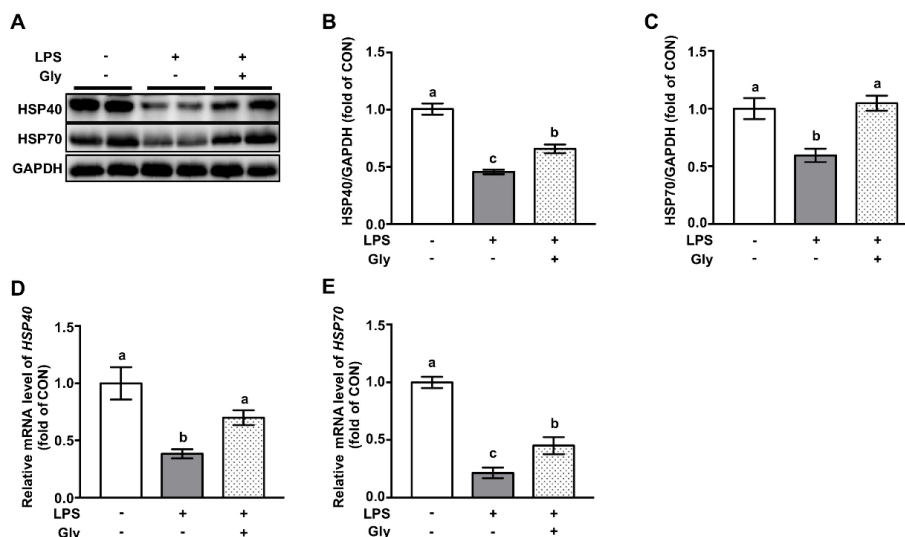 A
LPS - + +
Gly - - +
HSP40
HSP70
GAPDH
B
HSP40/GAPDH (fold of CON)
1.5
1.0
0.5
0.0
a
c
b
LPS - + +
Gly - - +
C
HSP70/GAPDH (fold of CON)
1.5
1.0
0.5
0.0
a
b
a
LPS - + +
Gly - - +
D
Relative mRNA level of HSP40
(fold of CON)
1.5
1.0
0.5
0.0
a
b
a
LPS - + +
Gly - - +
E
Relative mRNA level of HSP70
(fold of CON)
1.5
1.0
0.5
0.0
a
c
b
LPS - + +
Gly - - +